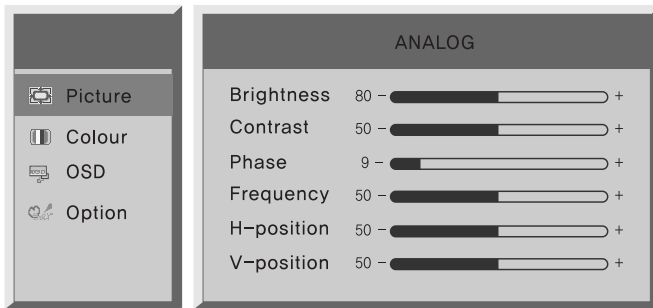 Picture
Colour
OSD
Option
ANALOG
Brightness 80 – +
Contrast 50 – +
Phase 9 – +
Frequency 50 – +
H-position 50 – +
V-position 50 – +